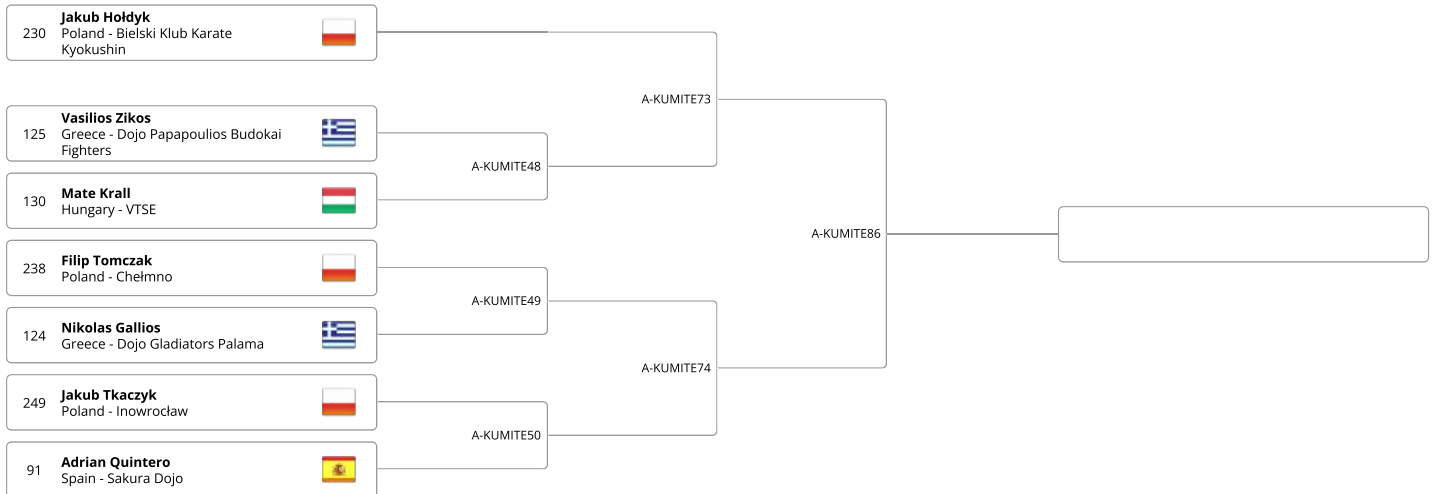 230
Jakub Hołdyk
Poland - Bielski Klub Karate
Kyokushin
A-KUMITE73
125
Vasilios Zikos
Greece - Dojo Papapoulios Budokai
Fighters
A-KUMITE48
130
Mate Krall
Hungary - VTSE
A-KUMITE86
238
Filip Tomczak
Poland - Chełmno
A-KUMITE49
124
Nikolas Gallios
Greece - Dojo Gladiators Palama
A-KUMITE74
249
Jakub Tkaczyk
Poland - Inowrocław
A-KUMITE50
91
Adrian Quintero
Spain - Sakura Dojo